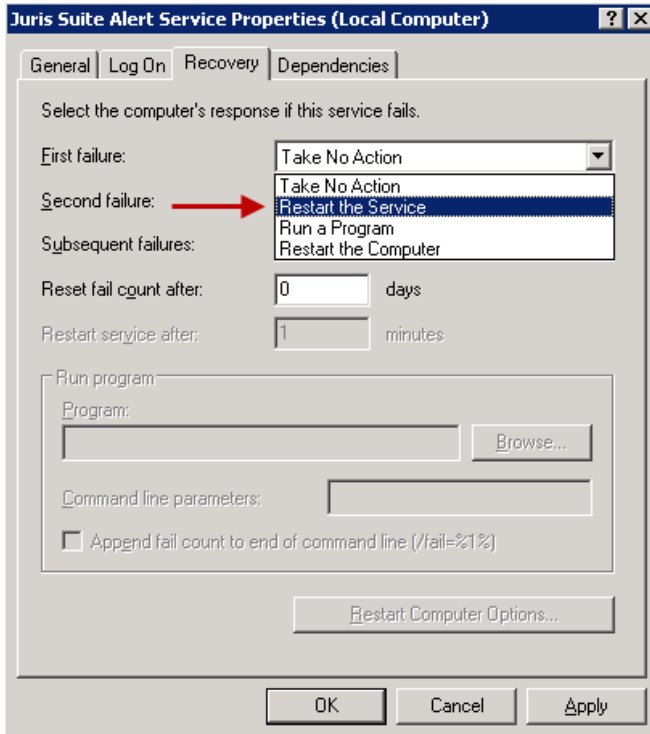 Juris Suite Alert Service Properties (Local Computer)
General Log On Recovery Dependencies
Select the computer's response if this service fails.
First failure: Take No Action
Take No Action
Second failure: Restart the Service
Run a Program
Subsequent failures: Restart the Computer
Reset fail count after: 0 days
Restart service after: 1 minutes
Run program
Program:
Browse...
Command line parameters:
Append fail count to end of command line (/fail=%1%)
Restart Computer Options...
OK Cancel Apply